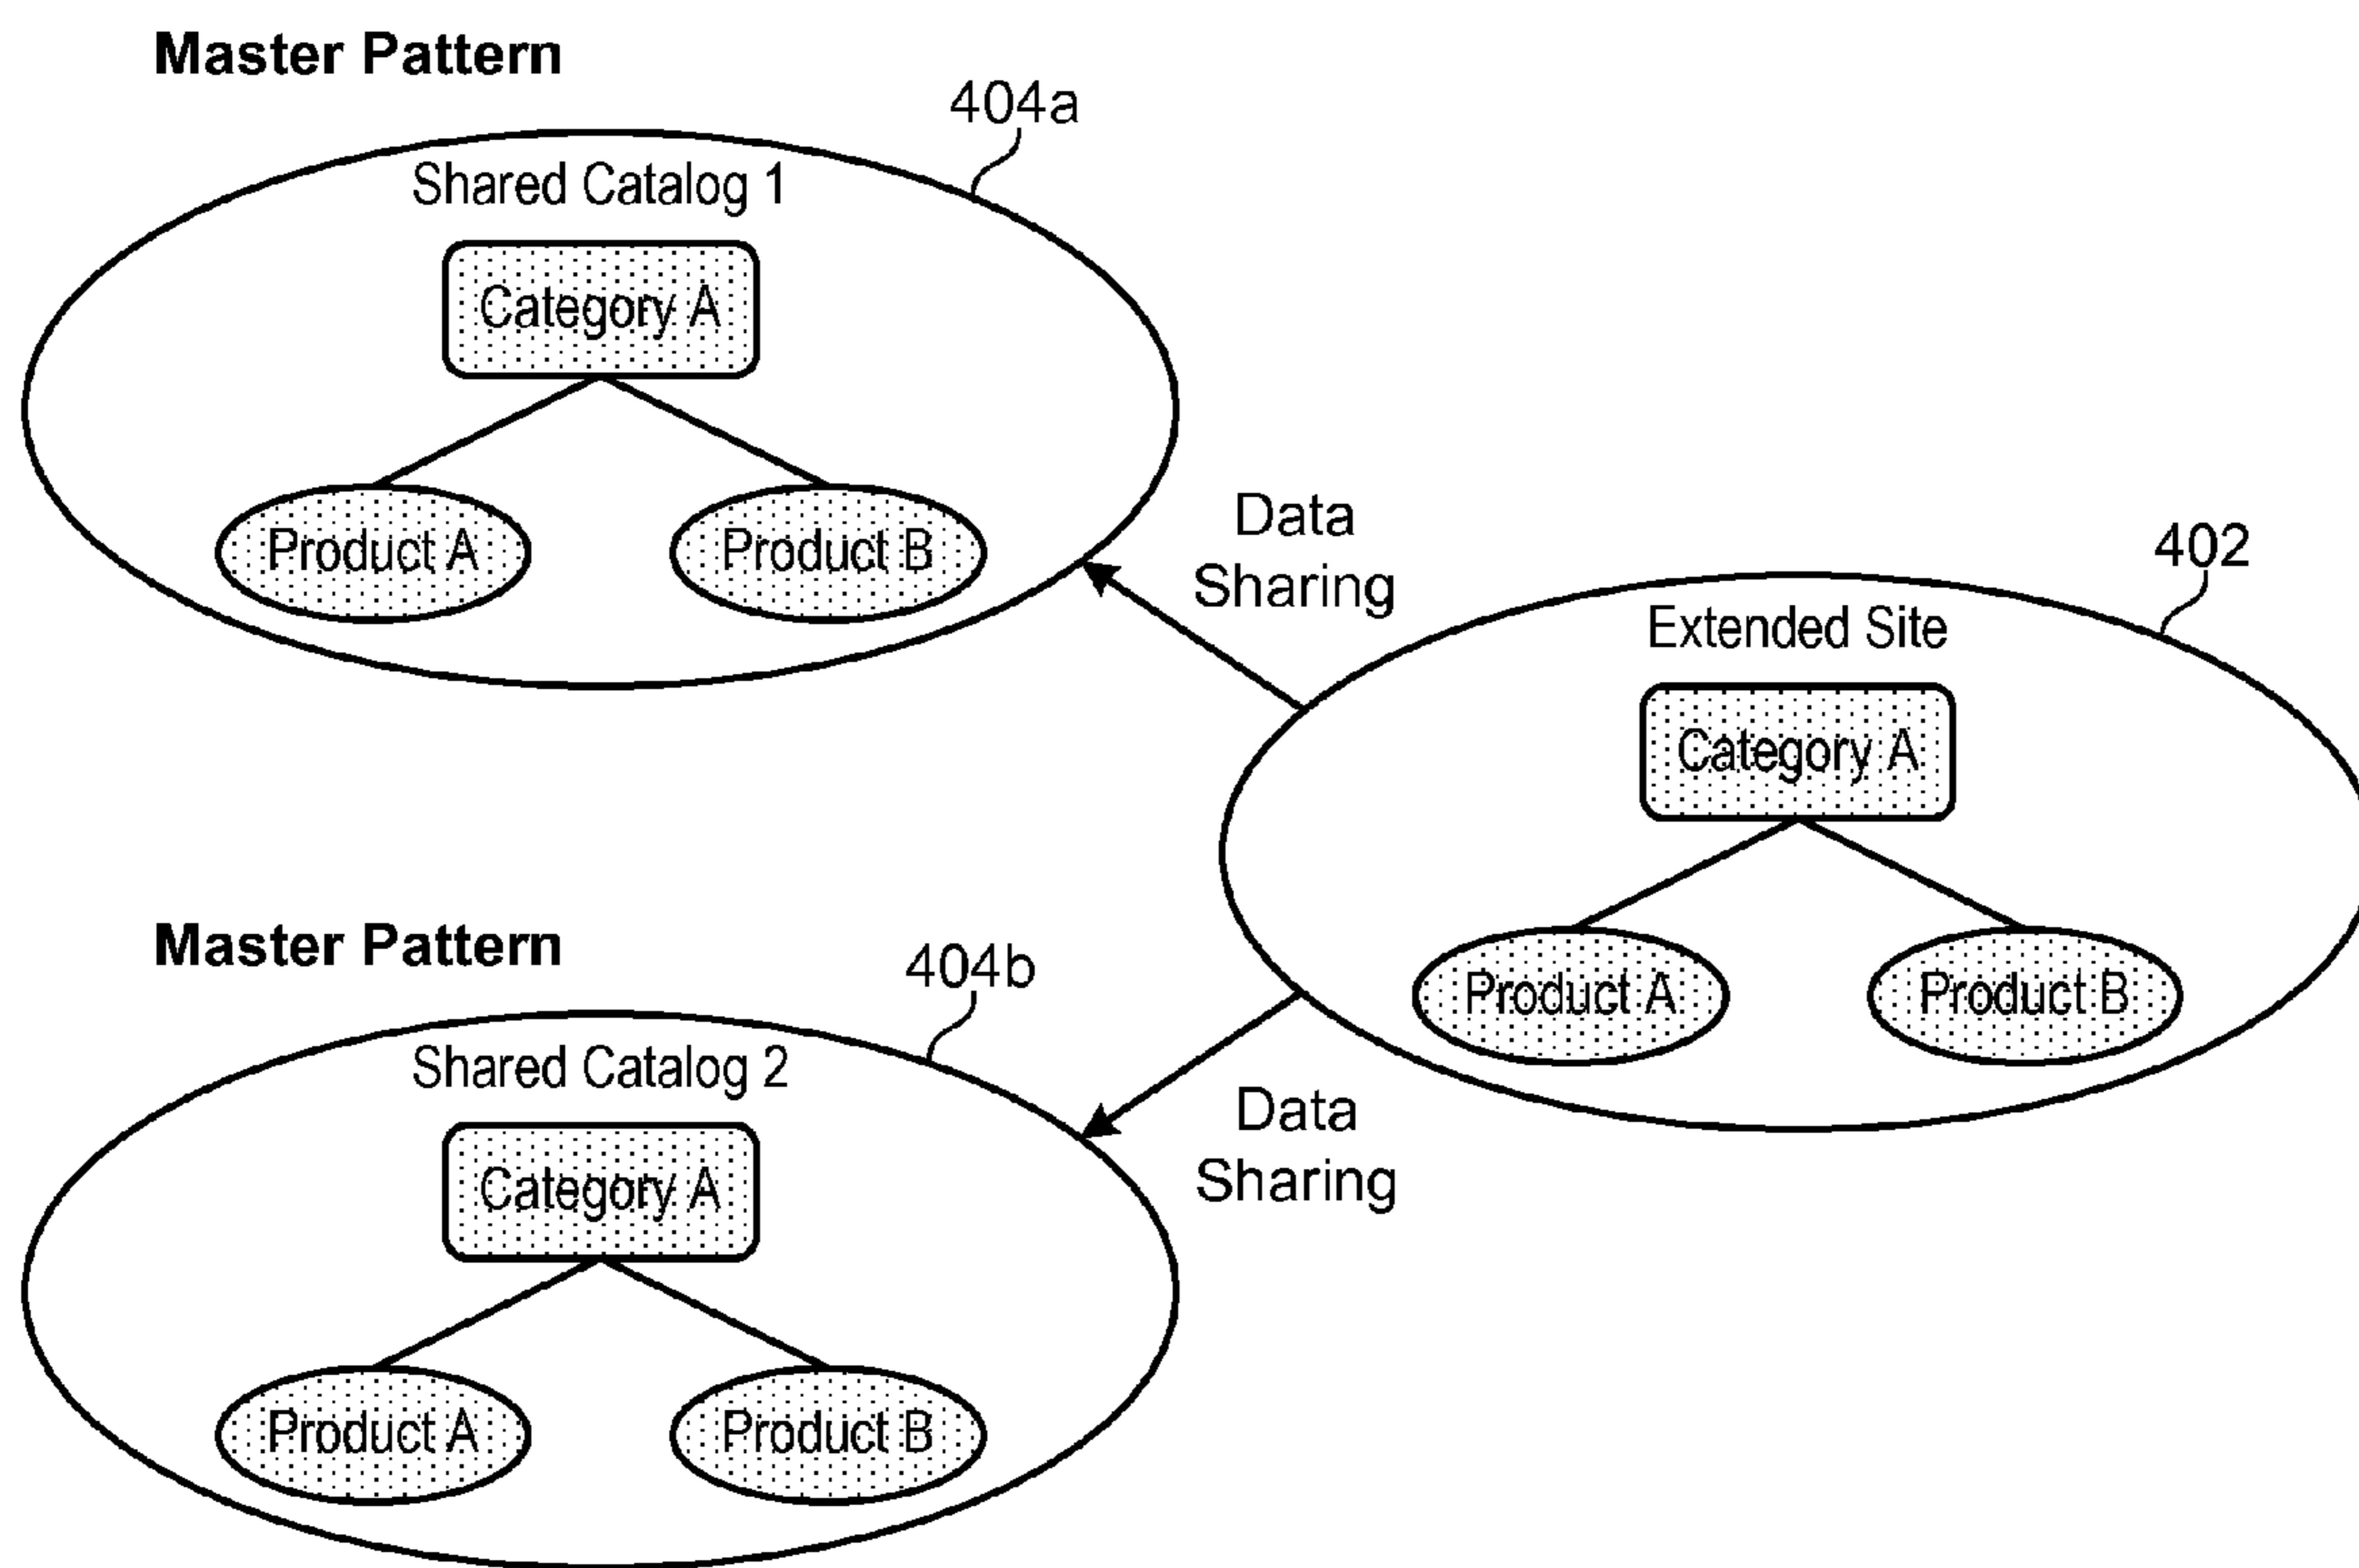 Master Pattern
404a
Shared Catalog 1
Category A
Product A
Product B
Data
Sharing
402
Extended Site
Category A
Product A
Product B
Master Pattern
404b
Shared Catalog 2
Category A
Product A
Product B
Data
Sharing